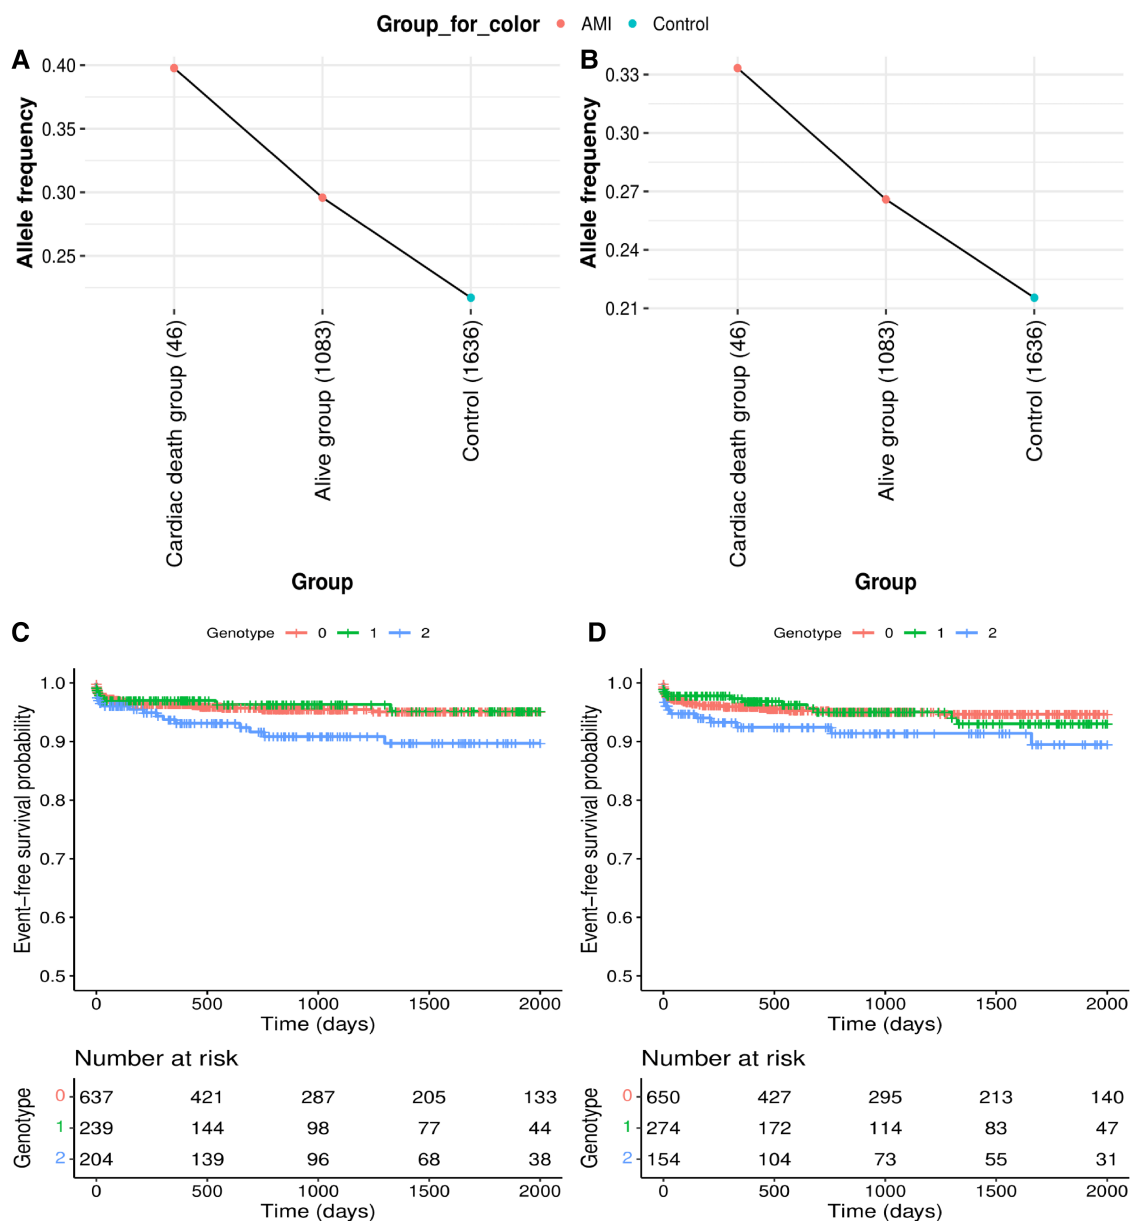 Group_for_color AMI Control
A
0.40
0.35
0.30
0.25
Allele frequency
Cardiac death group (46)
Alive group (1083)
Control (1636)
Group
B
0.33
0.30
0.27
0.24
0.21
Allele frequency
Cardiac death group (46)
Alive group (1083)
Control (1636)
Group
C
Genotype 0 1 2
1.0
0.9
0.8
0.7
0.6
0.5
Event-free survival probability
0 500 1000 1500 2000
Time (days)
Number at risk
Genotype
0 637 421 287 205 133
1 239 144 98 77 44
2 204 139 96 68 38
0 500 1000 1500 2000
Time (days)
D
Genotype 0 1 2
1.0
0.9
0.8
0.7
0.6
0.5
Event-free survival probability
0 500 1000 1500 2000
Time (days)
Number at risk
Genotype
0 650 427 295 213 140
1 274 172 114 83 47
2 154 104 73 55 31
0 500 1000 1500 2000
Time (days)